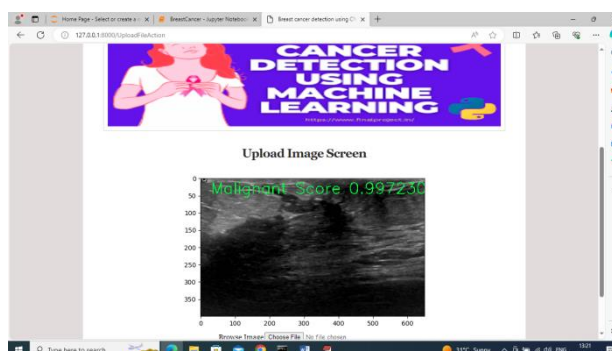 Home Page - Select or create a n
BreastCancer - Jupyter Notebook
Breast cancer detection using C
127.0.0.1:5000/UploadFileAction
CANCER
DETECTION
USING
MACHINE
LEARNING
Upload Image Screen
Malignant Score 0.997230
0
50
100
150
200
250
300
350
0 100 200 300 400 500 600
Browse Image Choose File No file chosen
Type here to search
31°C Sunny
ENG
13:21